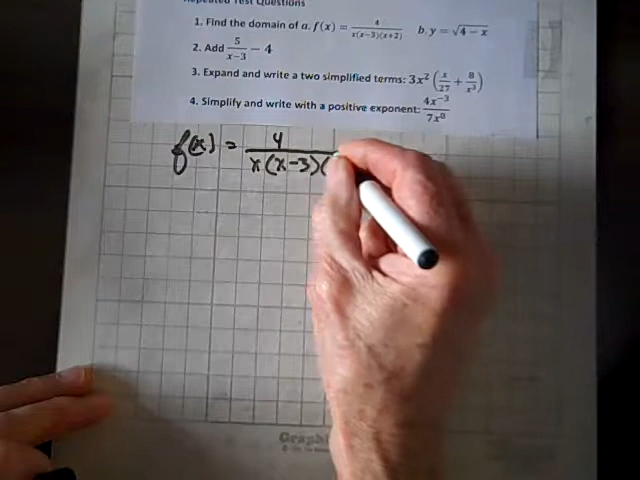 Repeated Test Questions
1. Find the domain of a. f(x) = 4/(x(x−3)(x+2)) b. y = √(4 − x)
2. Add 5/(x−3) − 4
3. Expand and write a two simplified terms: 3x² (x/27 + 8/x³)
4. Simplify and write with a positive exponent: 4x⁻³/7x⁸
f(x) = 4/(x(x-3)(